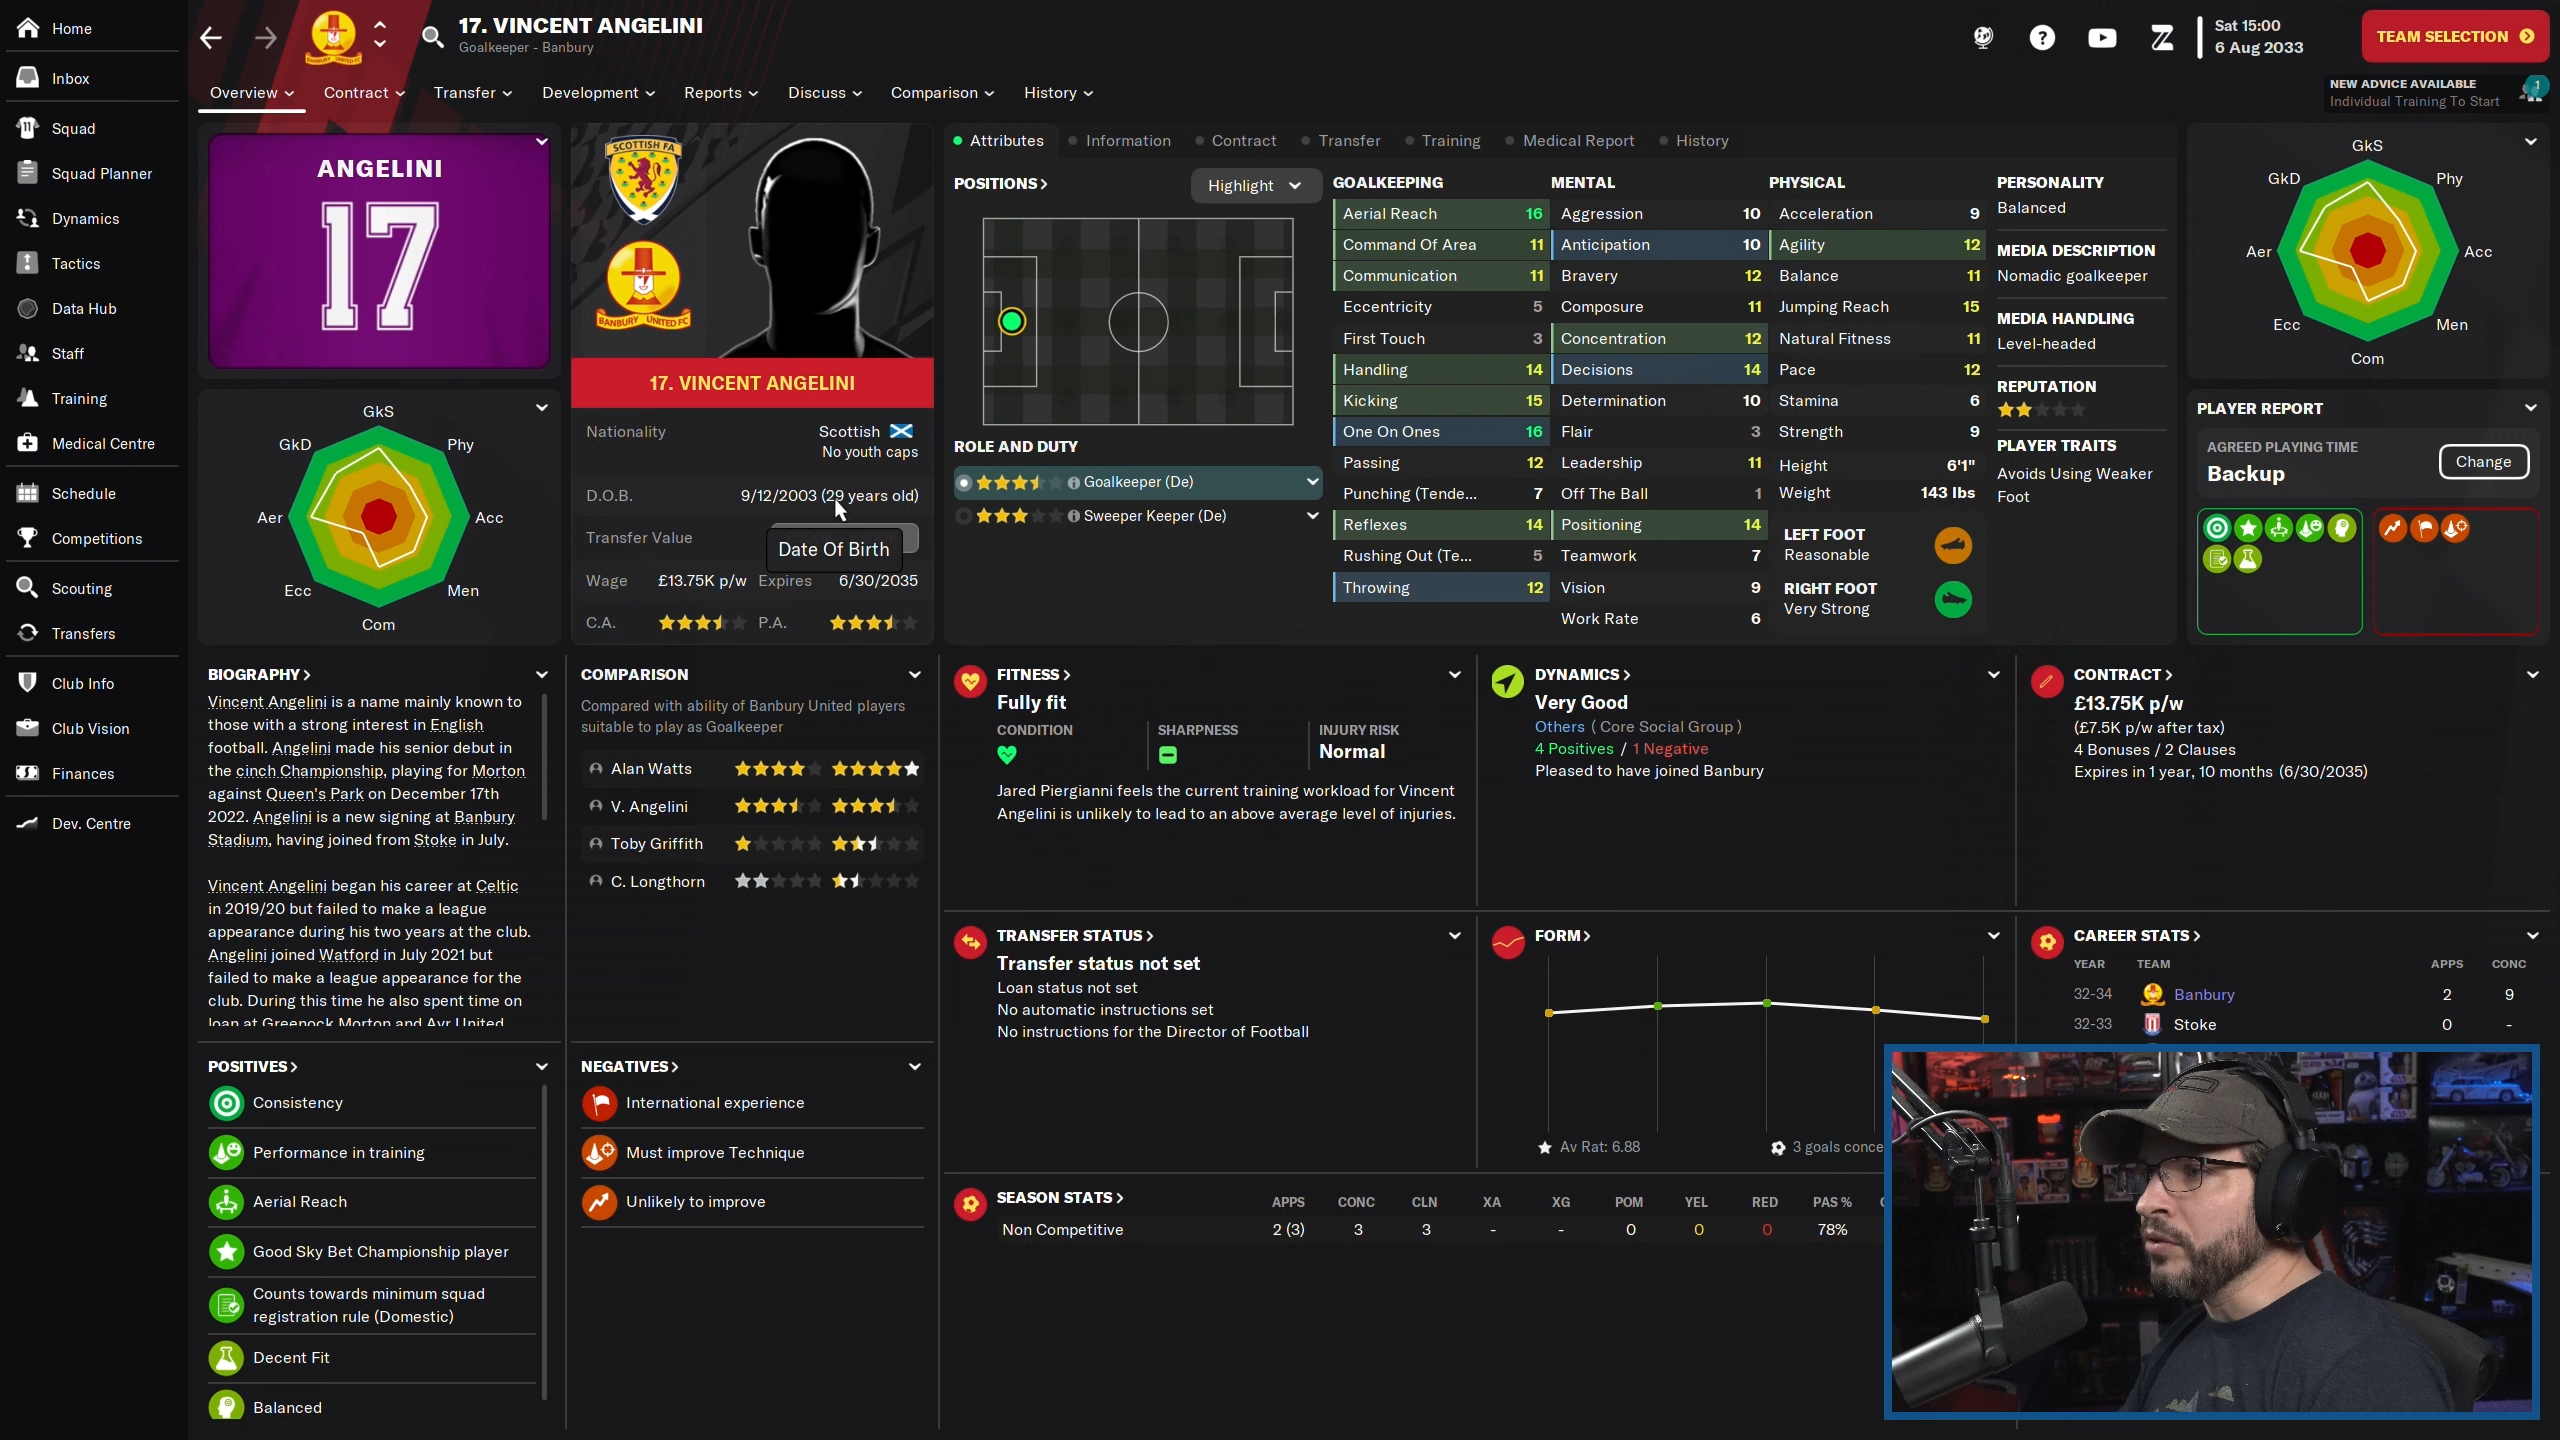 Home
Inbox
Squad
Squad Planner
Dynamics
Tactics
Data Hub
Staff
Training
Medical Centre
Schedule
Competitions
Scouting
Transfers
Club Info
Club Vision
Finances
Dev. Centre
17. VINCENT ANGELINI
Goalkeeper - Banbury
Sat 15:00
6 Aug 2033
TEAM SELECTION
NEW ADVICE AVAILABLE
Individual Training To Start
1
Overview
Contract
Transfer
Development
Reports
Discuss
Comparison
History
ANGELINI
17
GkS
Phy
Acc
Men
Com
Ecc
Aer
GkD
SCOTTISH FA
BANBURY UNITED FC
17. VINCENT ANGELINI
Nationality Scottish
No youth caps
D.O.B. 9/12/2003 (29 years old)
Transfer Value
Date Of Birth
Wage £13.75K p/w Expires 6/30/2035
C.A. P.A.
Attributes
Information
Contract
Transfer
Training
Medical Report
History
POSITIONS
Highlight
ROLE AND DUTY
Goalkeeper (De)
Sweeper Keeper (De)
GOALKEEPING
Aerial Reach 16
Command Of Area 11
Communication 11
Eccentricity 5
First Touch 3
Handling 14
Kicking 15
One On Ones 16
Passing 12
Punching (Tende... 7
Reflexes 14
Rushing Out (Te... 5
Throwing 12
MENTAL
Aggression 10
Anticipation 10
Bravery 12
Composure 11
Concentration 12
Decisions 14
Determination 10
Flair 3
Leadership 11
Off The Ball 1
Positioning 14
Teamwork 7
Vision 9
Work Rate 6
PHYSICAL
Acceleration 9
Agility 12
Balance 11
Jumping Reach 15
Natural Fitness 11
Pace 12
Stamina 6
Strength 9
Height 6'1"
Weight 143 lbs
LEFT FOOT
Reasonable
RIGHT FOOT
Very Strong
PERSONALITY
Balanced
MEDIA DESCRIPTION
Nomadic goalkeeper
MEDIA HANDLING
Level-headed
REPUTATION
PLAYER TRAITS
Avoids Using Weaker
Foot
GkS
Phy
Acc
Men
Com
Ecc
Aer
GkD
PLAYER REPORT
AGREED PLAYING TIME
Backup
Change
BIOGRAPHY
Vincent Angelini is a name mainly known to
those with a strong interest in English
football. Angelini made his senior debut in
the cinch Championship, playing for Morton
against Queen's Park on December 17th
2022. Angelini is a new signing at Banbury
Stadium, having joined from Stoke in July.
Vincent Angelini began his career at Celtic
in 2019/20 but failed to make a league
appearance during his two years at the club.
Angelini joined Watford in July 2021 but
failed to make a league appearance for the
club. During this time he also spent time on
loan at Greenock Morton and Ayr United
COMPARISON
Compared with ability of Banbury United players
suitable to play as Goalkeeper
Alan Watts
V. Angelini
Toby Griffith
C. Longthorn
FITNESS
Fully fit
CONDITION
SHARPNESS
INJURY RISK
Normal
Jared Piergianni feels the current training workload for Vincent
Angelini is unlikely to lead to an above average level of injuries.
DYNAMICS
Very Good
Others ( Core Social Group )
4 Positives / 1 Negative
Pleased to have joined Banbury
CONTRACT
£13.75K p/w
(£7.5K p/w after tax)
4 Bonuses / 2 Clauses
Expires in 1 year, 10 months (6/30/2035)
TRANSFER STATUS
Transfer status not set
Loan status not set
No automatic instructions set
No instructions for the Director of Football
FORM
Av Rat: 6.88
3 goals conce
CAREER STATS
YEAR TEAM APPS CONC
32-34 Banbury 2 9
32-33 Stoke 0 -
POSITIVES
Consistency
Performance in training
Aerial Reach
Good Sky Bet Championship player
Counts towards minimum squad
registration rule (Domestic)
Decent Fit
Balanced
NEGATIVES
International experience
Must improve Technique
Unlikely to improve
SEASON STATS APPS CONC CLN XA XG POM YEL RED PAS %
Non Competitive 2 (3) 3 3 - - 0 0 0 78%